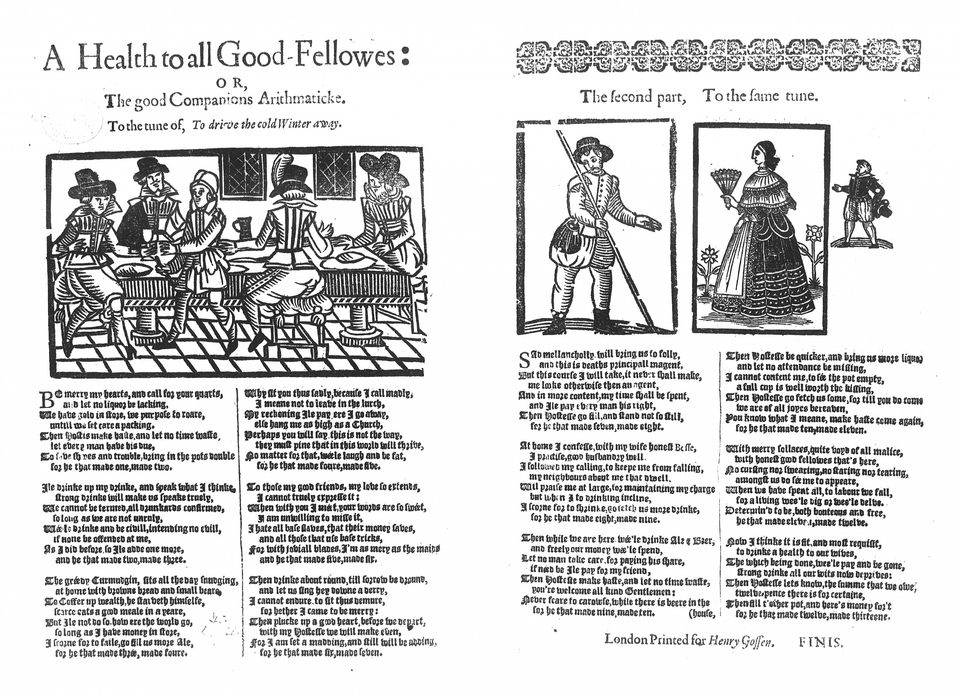 A Health to all Good-Fellowes:
OR,
The good Companions Arithmaticke.
To the tune of, To drive the cold Winter away.
BE merry my hearts, and call for your quarts,
and let no liquor be lacking,
We have gold in store, we purpose to roare,
untill we set care a packing.
Then Hostis make haste, and let no time waste,
let every man have his due,
To save shoes and trouble, bring in the pots double
for he that made one, made two.
Ile drinke up my drinke, and speak what I thinke,
strong drinke will make us speake truely,
We cannot be termed, all drunkards confirmed,
so long as we are not unruly,
Wee'le drinke and be civill, intending no evill,
if none be offended at me,
As I did before, so Ile adde one more,
and he that made two, made three.
The greedy Curmudgin, sits all the day snudging,
at home with browne bread and small beare,
To Coffer up wealth, he starveth himselfe,
scarce eats a good meale in a yeare,
But Ile not do so, how ere the world go,
so long as I have money in store,
I scorne for to faile, go fill us more Ale,
for he that made three, made foure.
Why sit you thus sadly, because I call madly,
I meane not to leave in the lurch,
My reckoning Ile pay, ere I go away,
else hang me as high as a Church,
Perhaps you will say, this is not the way,
they must pine that in this world will thrive,
No matter for that, wee'le laugh and be fat,
for he that made foure, made five.
To those my good friends, my love so extends,
I cannot truely expresse it;
When with you I meet, your words are so sweet,
I am unwilling to misse it,
I hate all base slaves, that their money saves,
and all those that use base tricks,
For with joviall blades, I'm as mery as the maids
and he that made five, made six.
Then drinke about round, till sorrow be dround,
and let us sing hey downe a derry,
I cannot endure, to sit thus demure,
for hether I came to be merry:
Then plucke up a good heart, before we depart,
with my Hostesse we will make even,
For I am set a madding, and still will be adding,
for he that made six, made seven.
The second part, To the same tune.
SAd mellancholly, will bring us to folly,
and this is deaths principall magent,
But this course I will take, it never shall make,
me looke otherwise then an agent,
And in more content, my time shall be spent,
and Ile pay every man his right,
Then Hostesse go fill, and stand not so still,
for he that made seven, made eight.
At home I confesse, with my wife honest Besse,
I practise, good husbandry well,
I followed my calling, to keepe me from falling,
my neighbours about me that dwell,
Will praise me at large, for maintaining my charge
but when I to drinking incline,
I scorne for to shrinke, go fetch us more drinke,
for he that made eight, made nine.
Then while we are here, wee'le drinke Ale & Beer,
and freely our money wee'le spend,
Let no man take care, for paying his share,
if need be Ile pay for my friend,
Then Hostesse make haste, and let no time waste,
you're welcome all kind Gentlemen:
Never feare to carowse, while there is beere in the
for he that made nine, made ten. (house,
Then Hostesse be quicker, and bring us more liquor
and let no attendance be missing,
I cannot content me, to see the pot empty,
a full cup is well worth the kissing,
Then Hostesse go fetch us some, for till you do come
we are of all joyes bereaven,
You know what I meane, make haste come again,
for he that made ten, made eleven.
With merry sollaces, quite voyd of all malice,
with honest good fellowes that's here,
No cursing nor swearing, no staring nor tearing,
amongst us do seeme to appeare,
When we have spent all, to labour we fall,
for a living wee'le dig or wee'le delve.
Determin'd to be, both bounteous and free,
he that made eleven, made twelve.
Now I think it is fit, and most requisit,
to drinke a health to our wives,
The which being done, wee'le pay and be gone,
strong drinke all our wits now deprives:
Then Hostesse lets know, the summe that we owe,
twelve pence there is for certaine,
Then fill t'other pot, and here's money for't
for he that made twelve, made thirteene.
London Printed for Henry Gosson. FINIS.